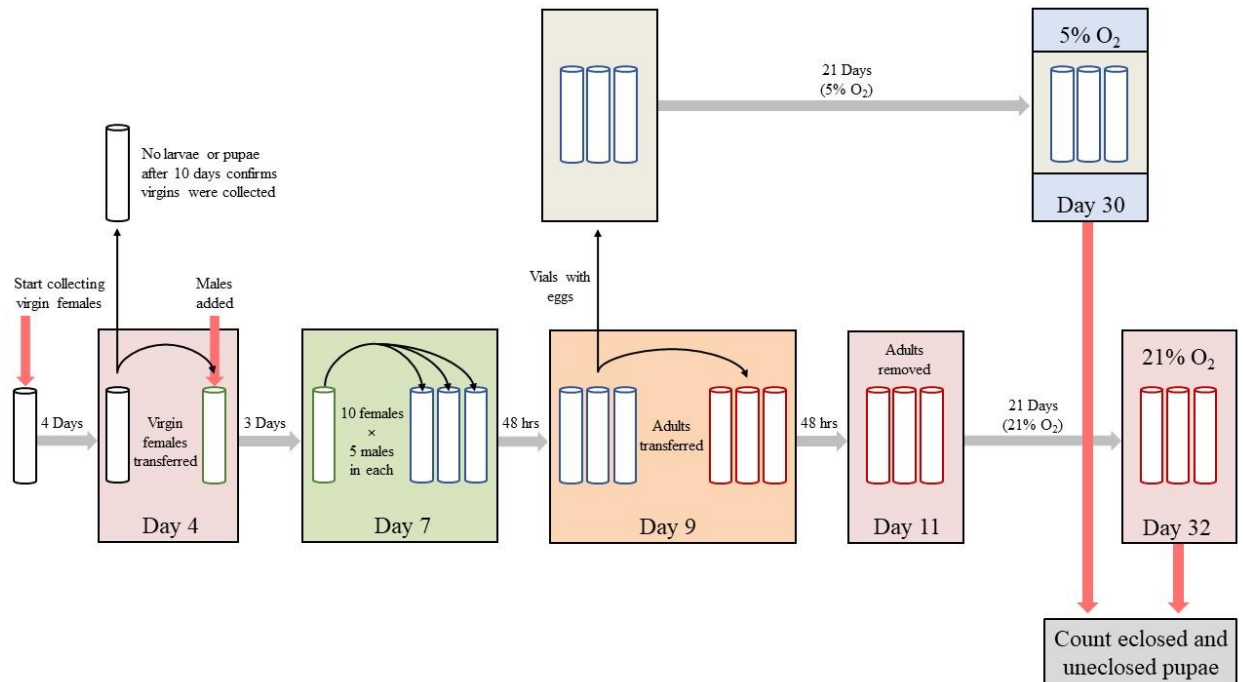 5% O₂
21 Days
(5% O₂)
Day 30
No larvae or pupae
after 10 days confirms
virgins were collected
Start collecting
virgin females
Males
added
Vials with
eggs
4 Days
Virgin
females
transferred
Day 4
3 Days
10 females
×
5 males
in each
Day 7
48 hrs
Adults
transferred
Day 9
48 hrs
Adults
removed
Day 11
21 Days
(21% O₂)
21% O₂
Day 32
Count eclosed and
uneclosed pupae